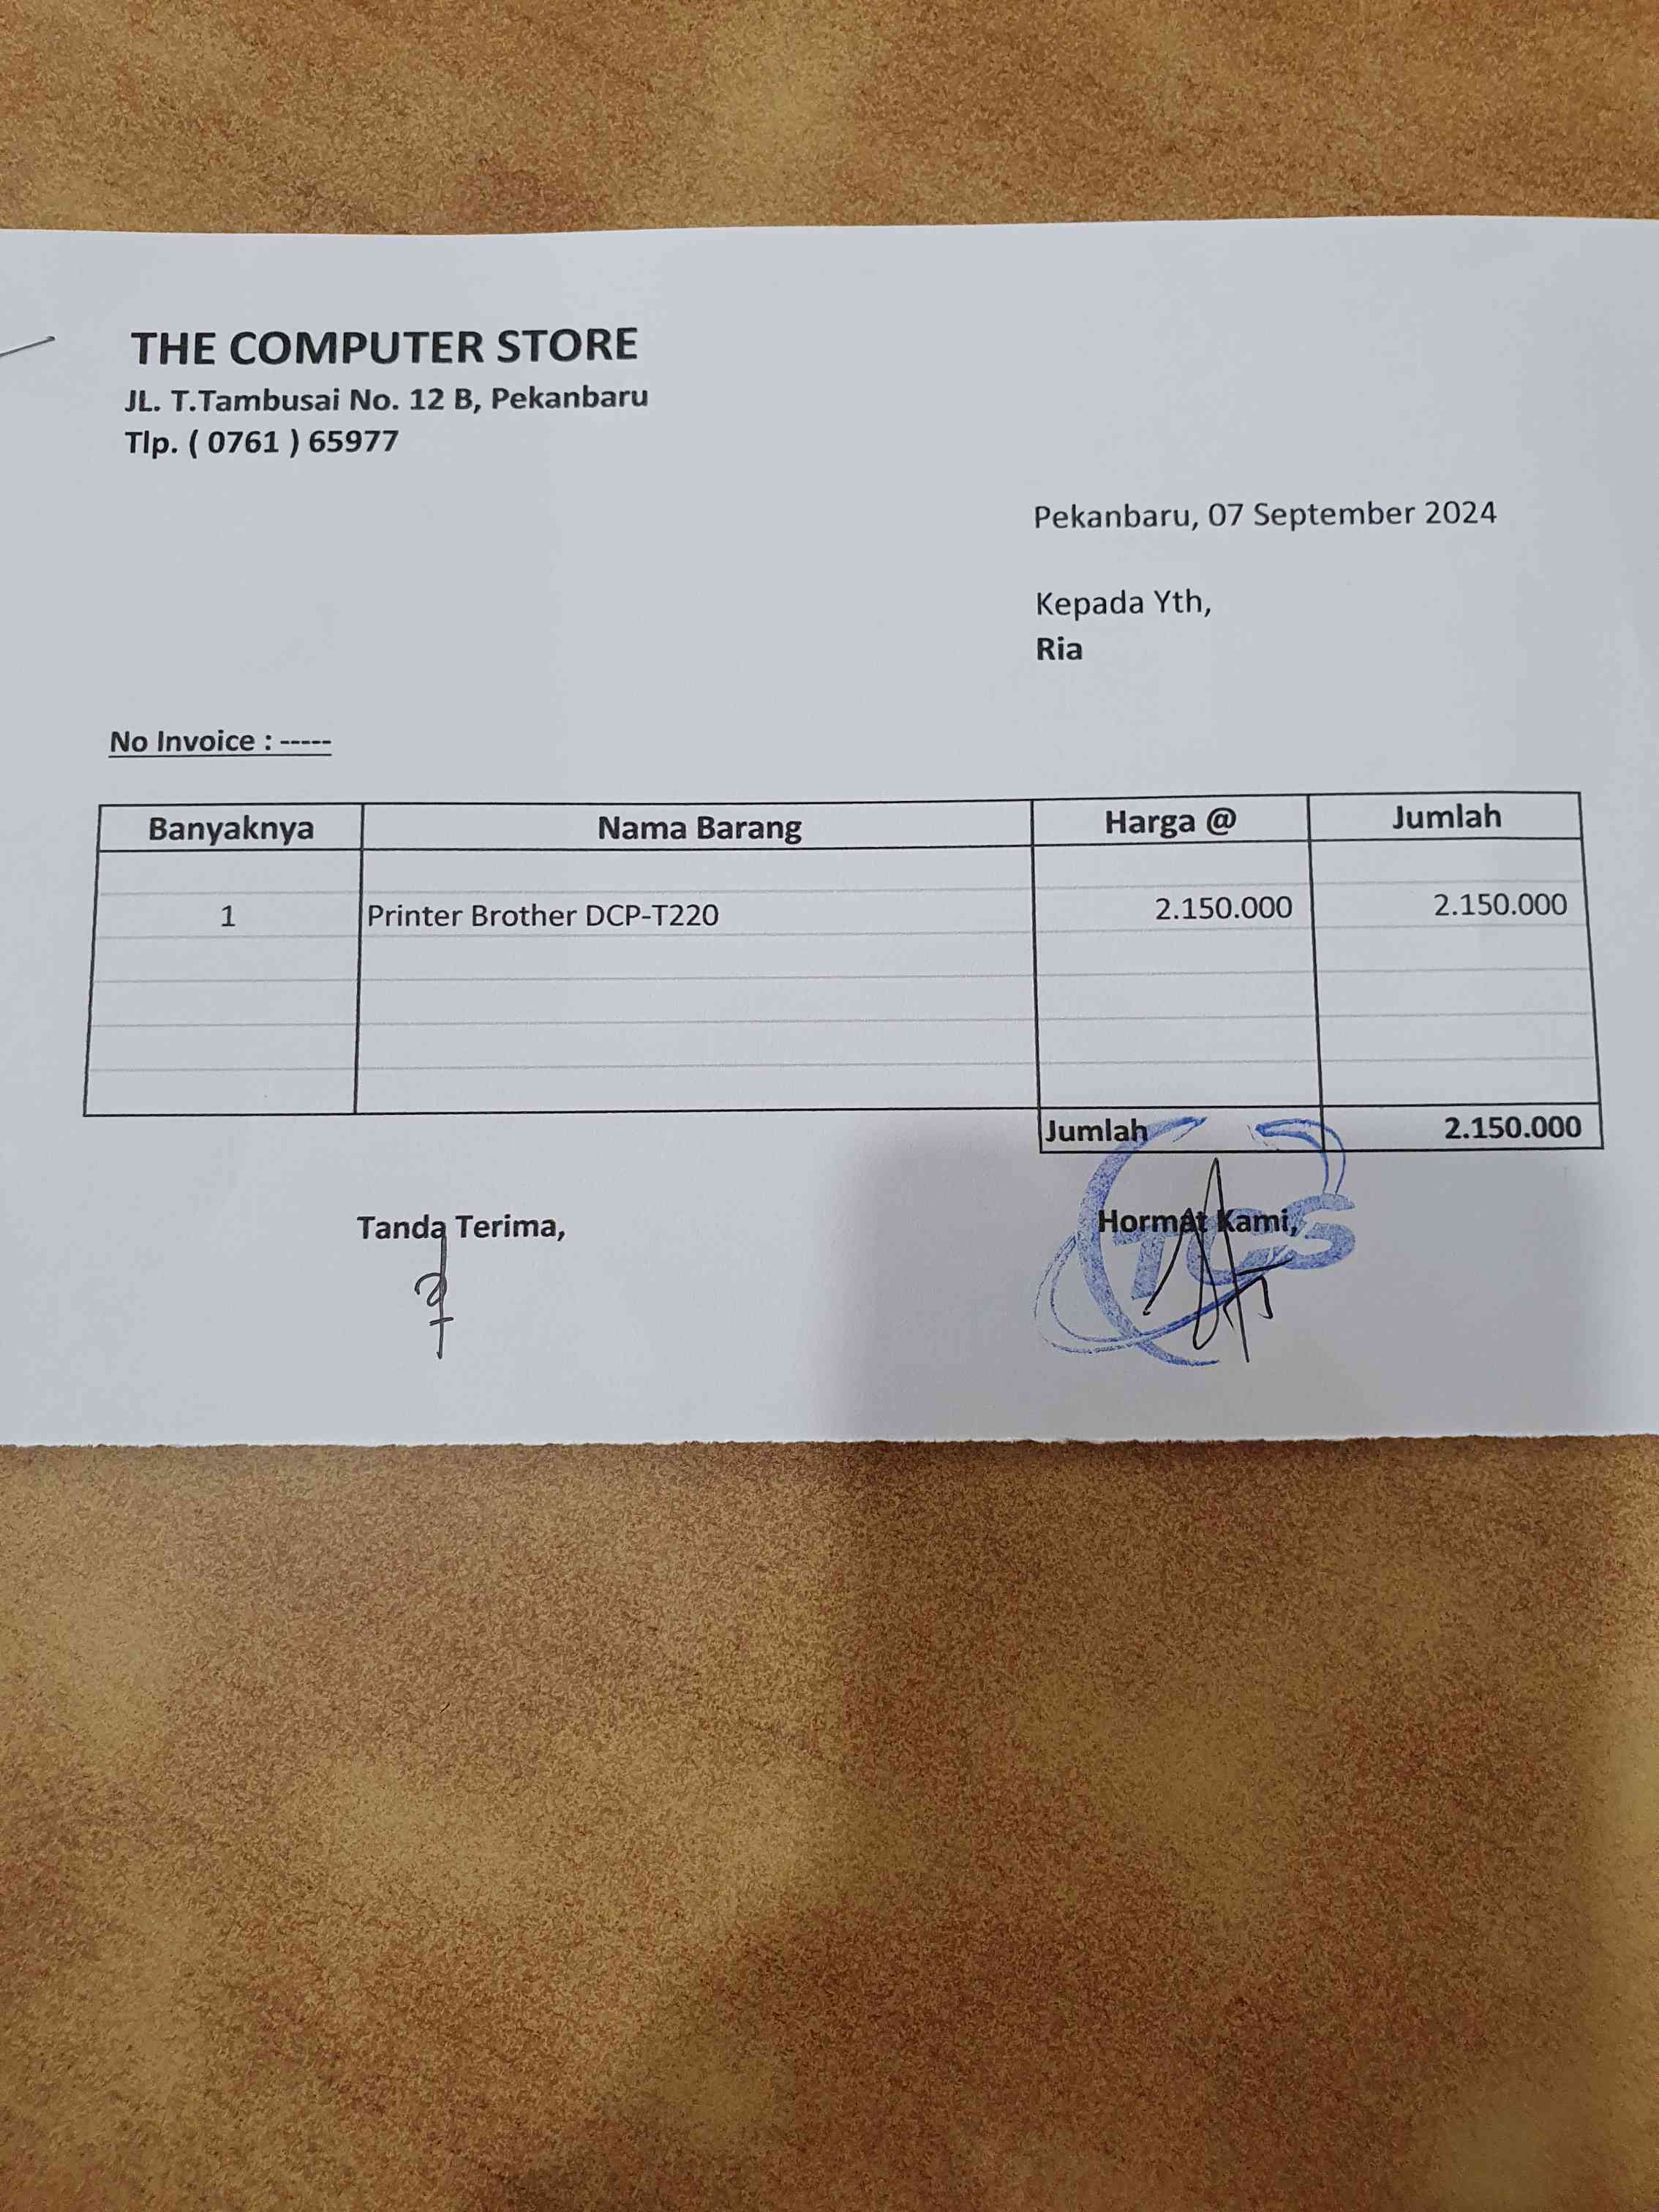 THE COMPUTER STORE
JL. T.Tambusai No. 12 B, Pekanbaru
Tlp. ( 0761 ) 65977
Pekanbaru, 07 September 2024
Kepada Yth,
Ria
No Invoice : -----
Banyaknya Nama Barang Harga @ Jumlah
1 Printer Brother DCP-T220 2.150.000 2.150.000
Jumlah 2.150.000
Tanda Terima, Hormat Kami,
TCS